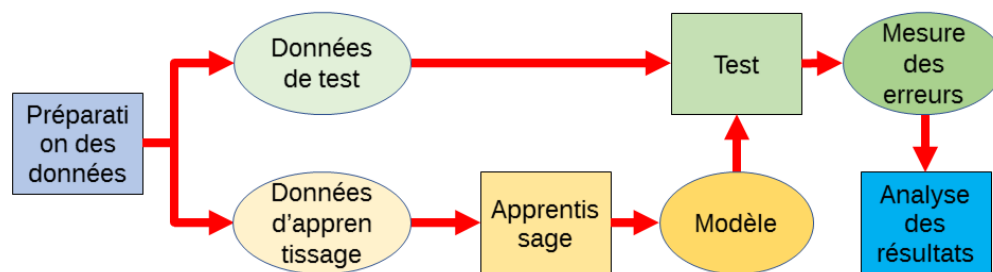 Préparati
on des
données
Données
de test
Données
d'appren
tissage
Apprentis
sage
Modèle
Test
Mesure
des
erreurs
Analyse
des
résultats